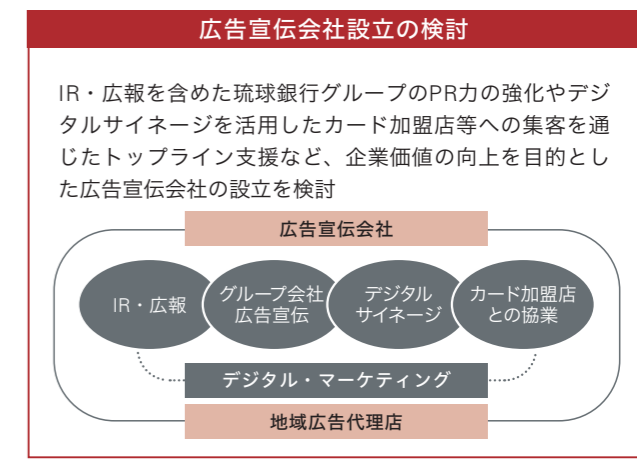 広告宣伝会社設立の検討
IR・広報を含めた琉球銀行グループのPR力の強化やデジ
タルサイネージを活用したカード加盟店等への集客を通
じたトップライン支援など、企業価値の向上を目的とし
た広告宣伝会社の設立を検討
広告宣伝会社
IR・広報
グループ会社
広告宣伝
デジタル
サイネージ
カード加盟店
との協業
デジタル・マーケティング
地域広告代理店